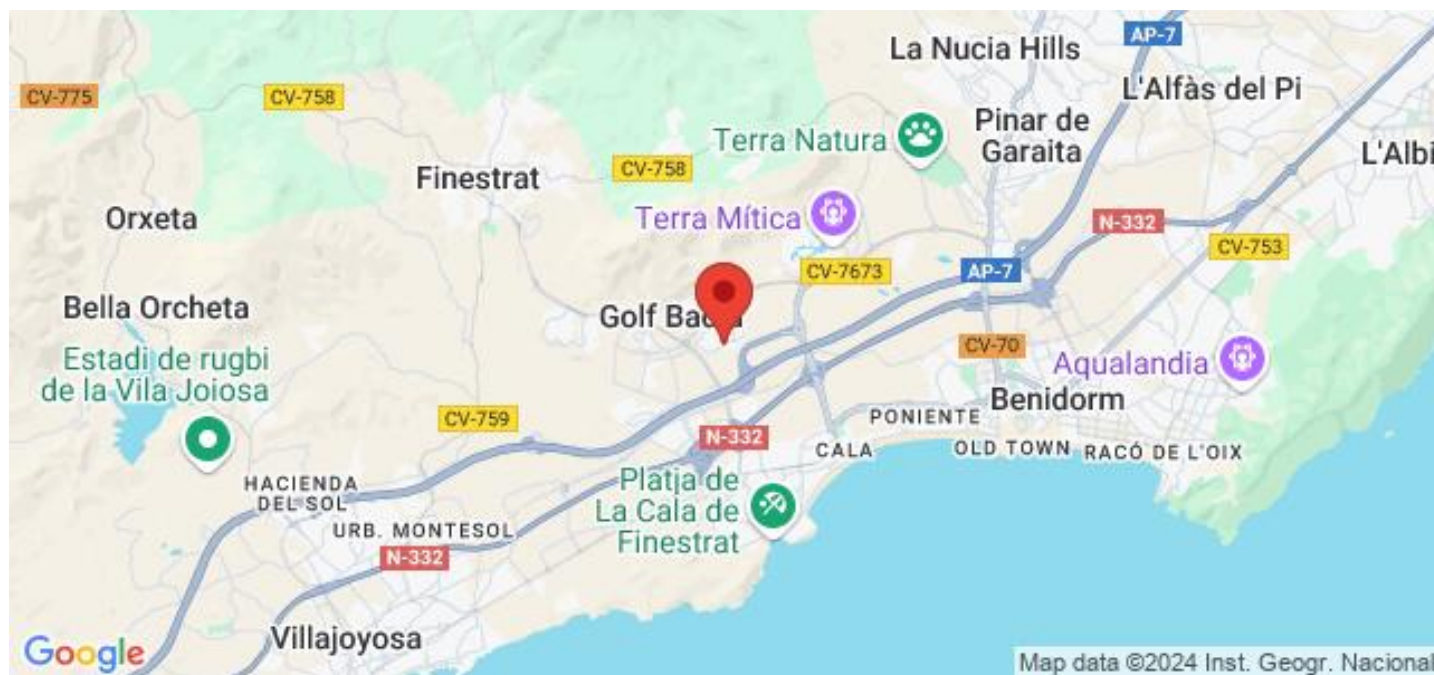 AP-7
La Nucia Hills
L'Alfàs del Pi
CV-775
CV-758
Terra Natura
Pinar de
Garaita
L'Albi
Finestrat
CV-758
Orxeta
Terra Mítica
N-332
CV-753
CV-7673
AP-7
Bella Orcheta
Golf
Estadi de rugbi
de la Vila Joiosa
CV-70
Aqualandia
Benidorm
CV-759
PONIENTE
N-332
CALA
OLD TOWN
RACÓ DE L'OIX
HACIENDA
DEL SOL
Platja de
La Cala de
Finestrat
URB. MONTESOL
N-332
Villajoyosa
Google
Map data ©2024 Inst. Geogr. Nacional